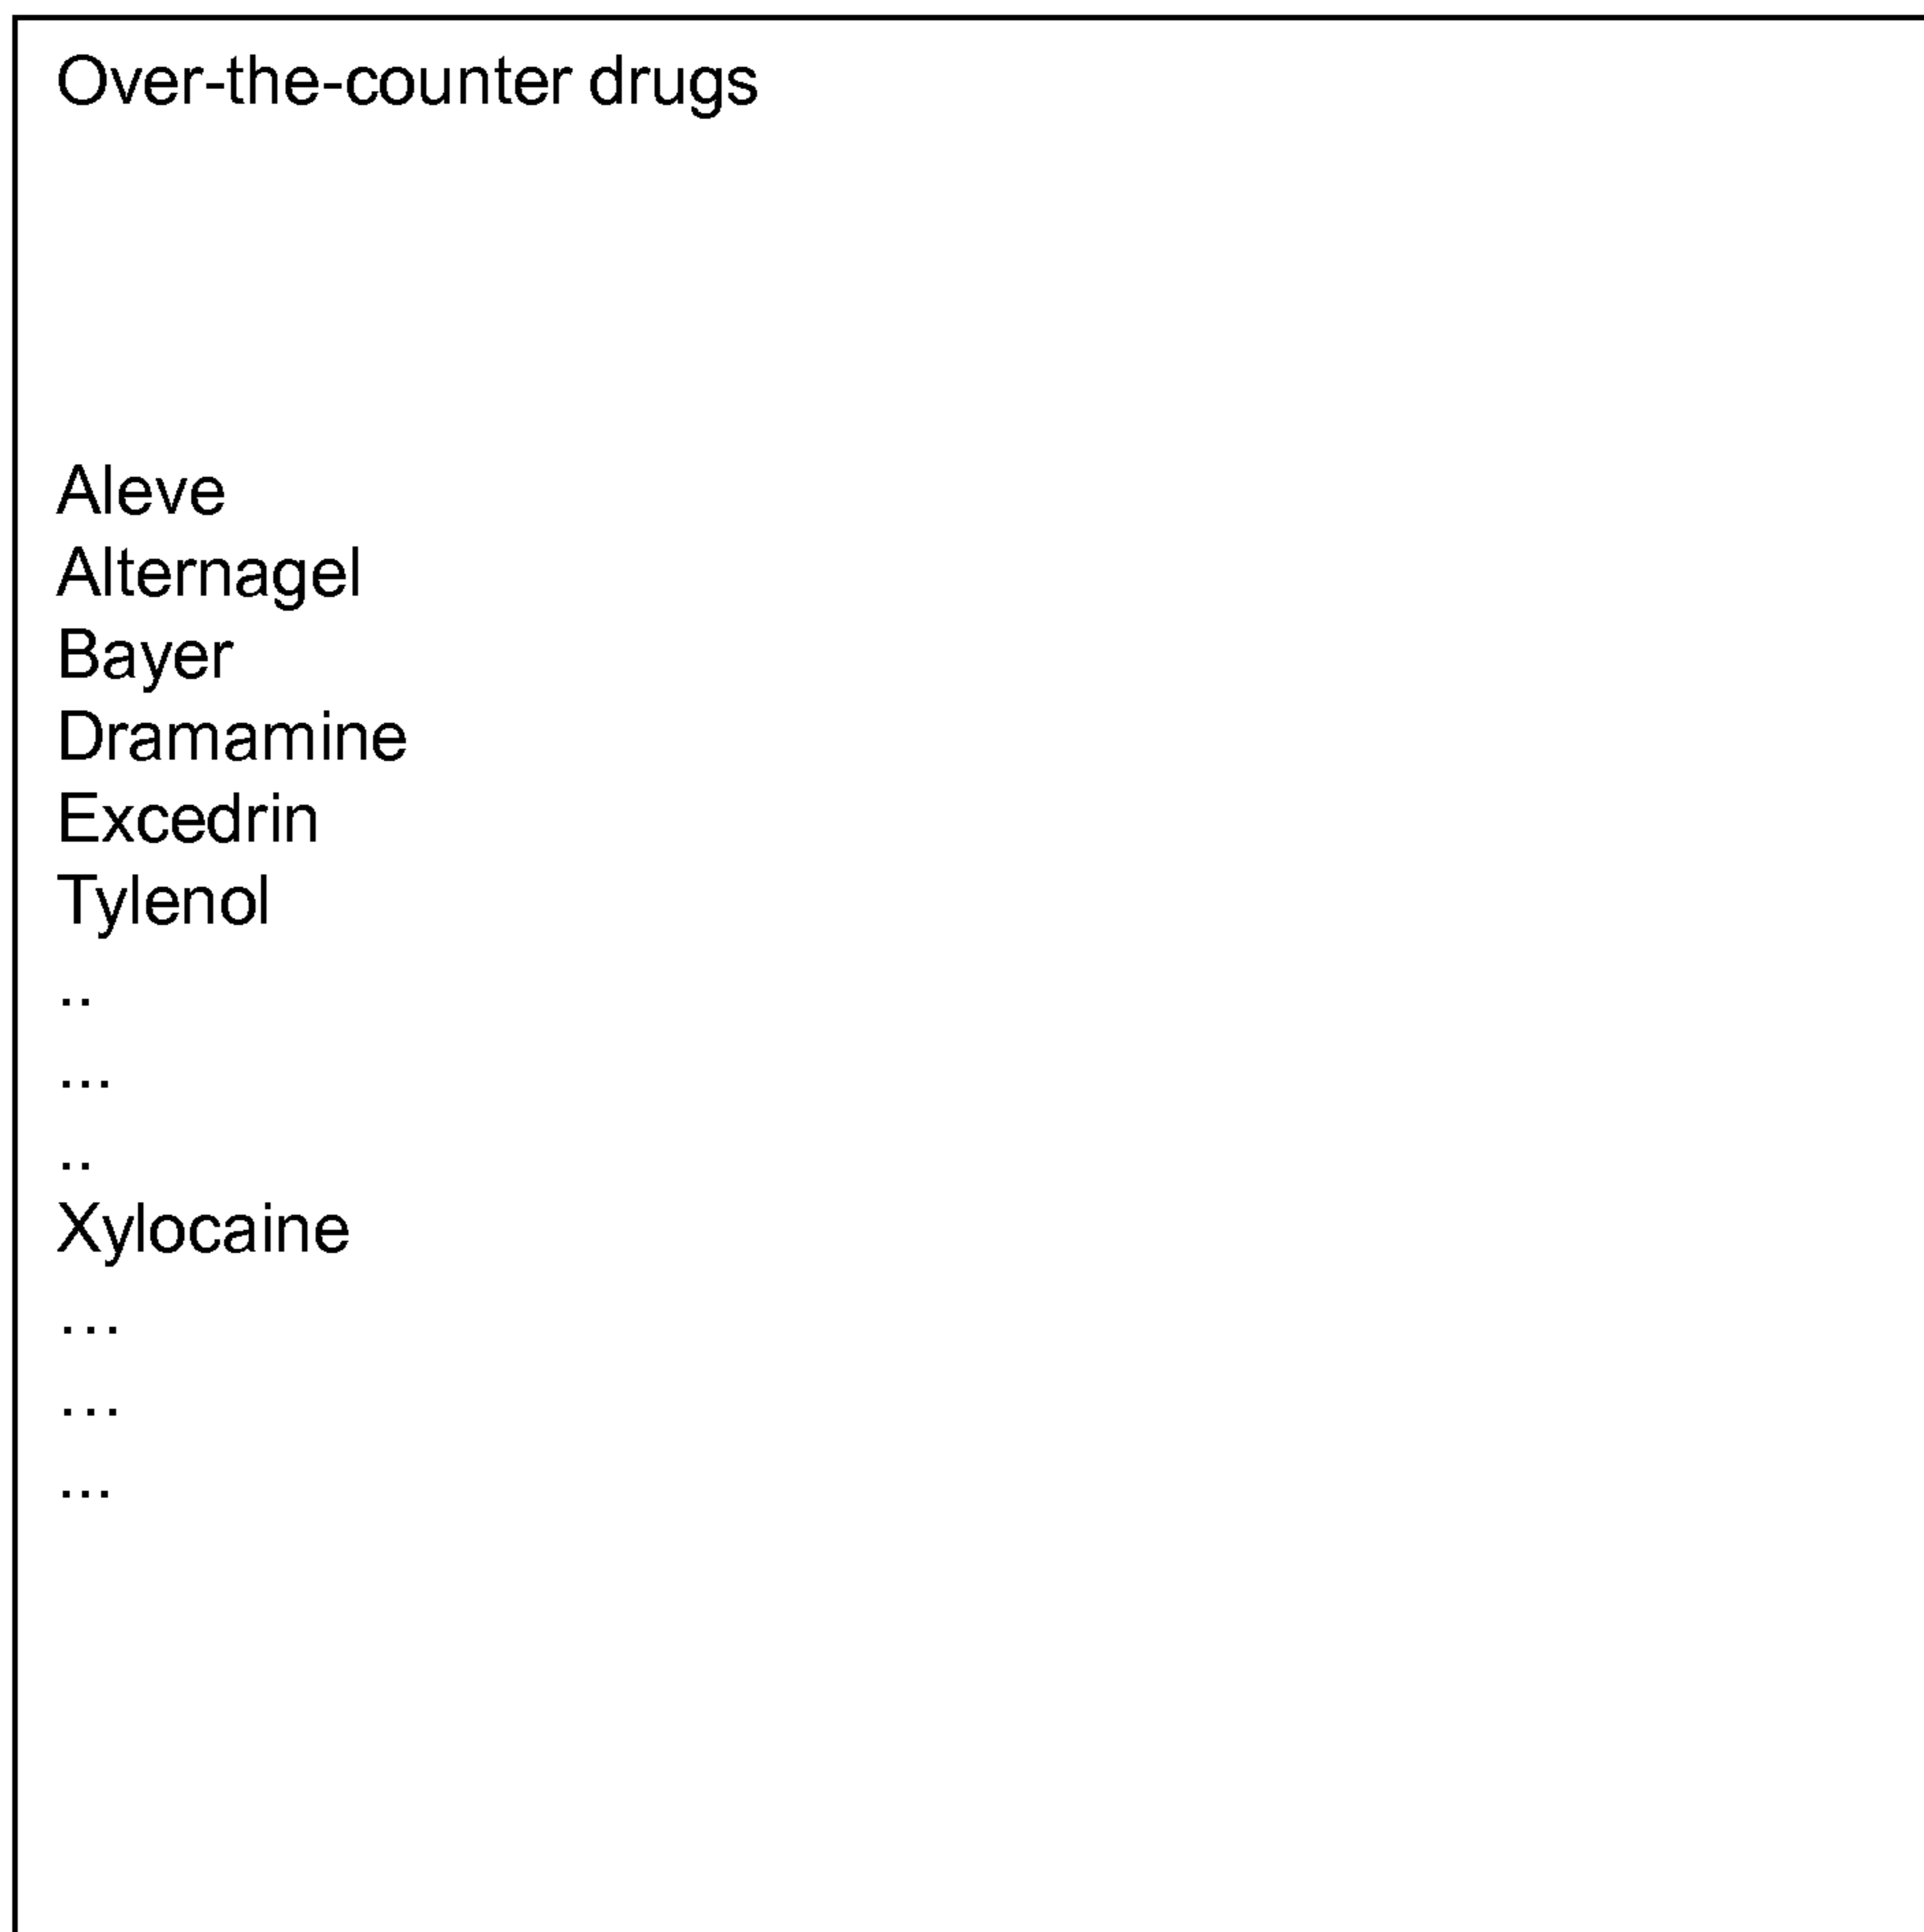 Over-the-counter drugs
Aleve
Alternagel
Bayer
Dramamine
Excedrin
Tylenol
..
...
..
Xylocaine
…
…
...